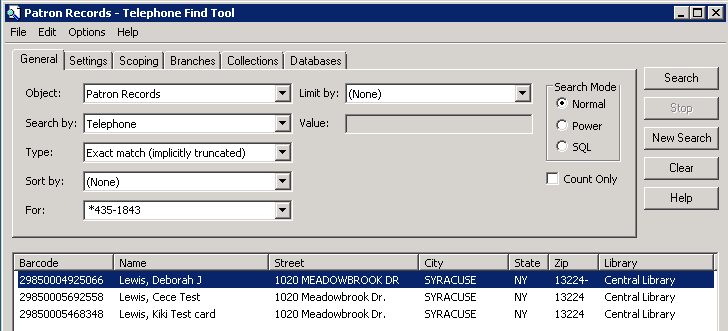 Patron Records - Telephone Find Tool
File Edit Options Help
General Settings Scoping Branches Collections Databases
Object: Patron Records Limit by: (None) Search Mode Search
Search by: Telephone Value: Normal Stop
Type: Exact match (implicitly truncated) Power New Search
SQL
Sort by: (None) Count Only Clear
For: *435-1843 Help
Barcode Name Street City State Zip Library
29850004925066 Lewis, Deborah J 1020 MEADOWBROOK DR SYRACUSE NY 13224- Central Library
29850005692558 Lewis, Cece Test 1020 Meadowbrook Dr. SYRACUSE NY 13224 Central Library
29850005468348 Lewis, Kiki Test card 1020 Meadowbrook Dr. SYRACUSE NY 13224 Central Library